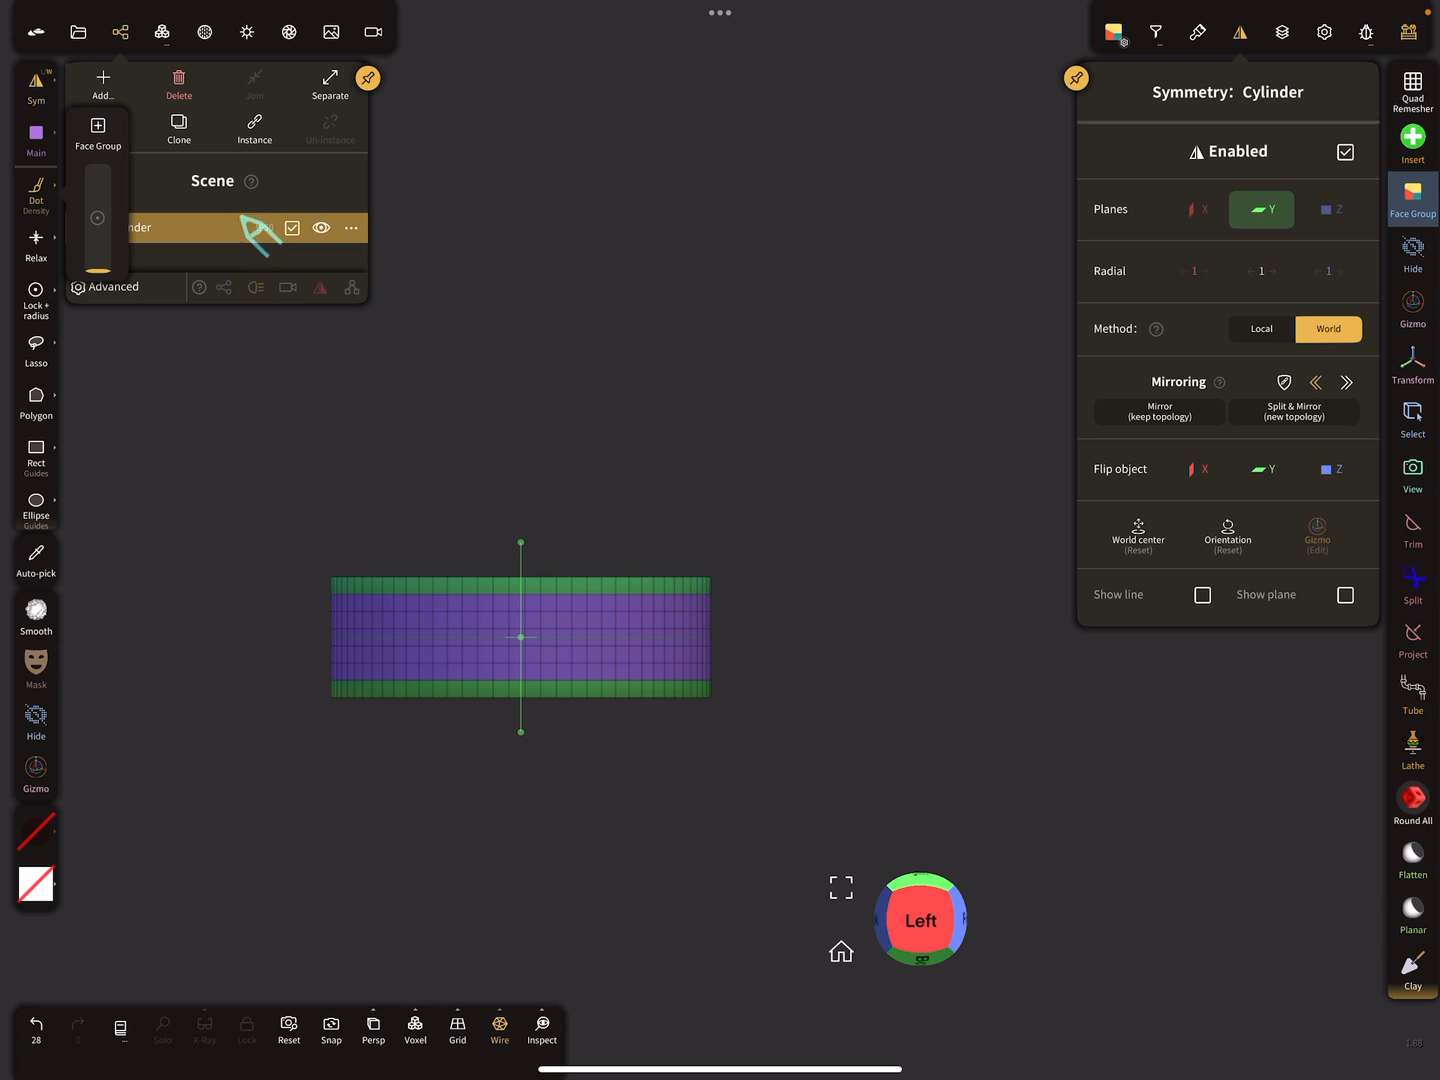 Add...
Delete
Join
Separate
Clone
Instance
Un-instance
Scene
nder
Advanced
L/W
Sym
Main
Dot
Density
Relax
Lock +
radius
Lasso
Polygon
Rect
Guides
Ellipse
Guides
Auto-pick
Smooth
Mask
Hide
Gizmo
Face Group
Symmetry: Cylinder
Enabled
Planes
X
Y
Z
Radial
1
1
1
Method:
Local
World
Mirroring
Mirror
(keep topology)
Split & Mirror
(new topology)
Flip object
X
Y
Z
World center
(Reset)
Orientation
(Reset)
Gizmo
(Edit)
Show line
Show plane
Quad
Remesher
Insert
Face Group
Hide
Gizmo
Transform
Select
View
Trim
Split
Project
Tube
Lathe
Round All
Flatten
Planar
Clay
Left
28
0
Solo
X-Ray
Lock
Reset
Snap
Persp
Voxel
Grid
Wire
Inspect
1.88